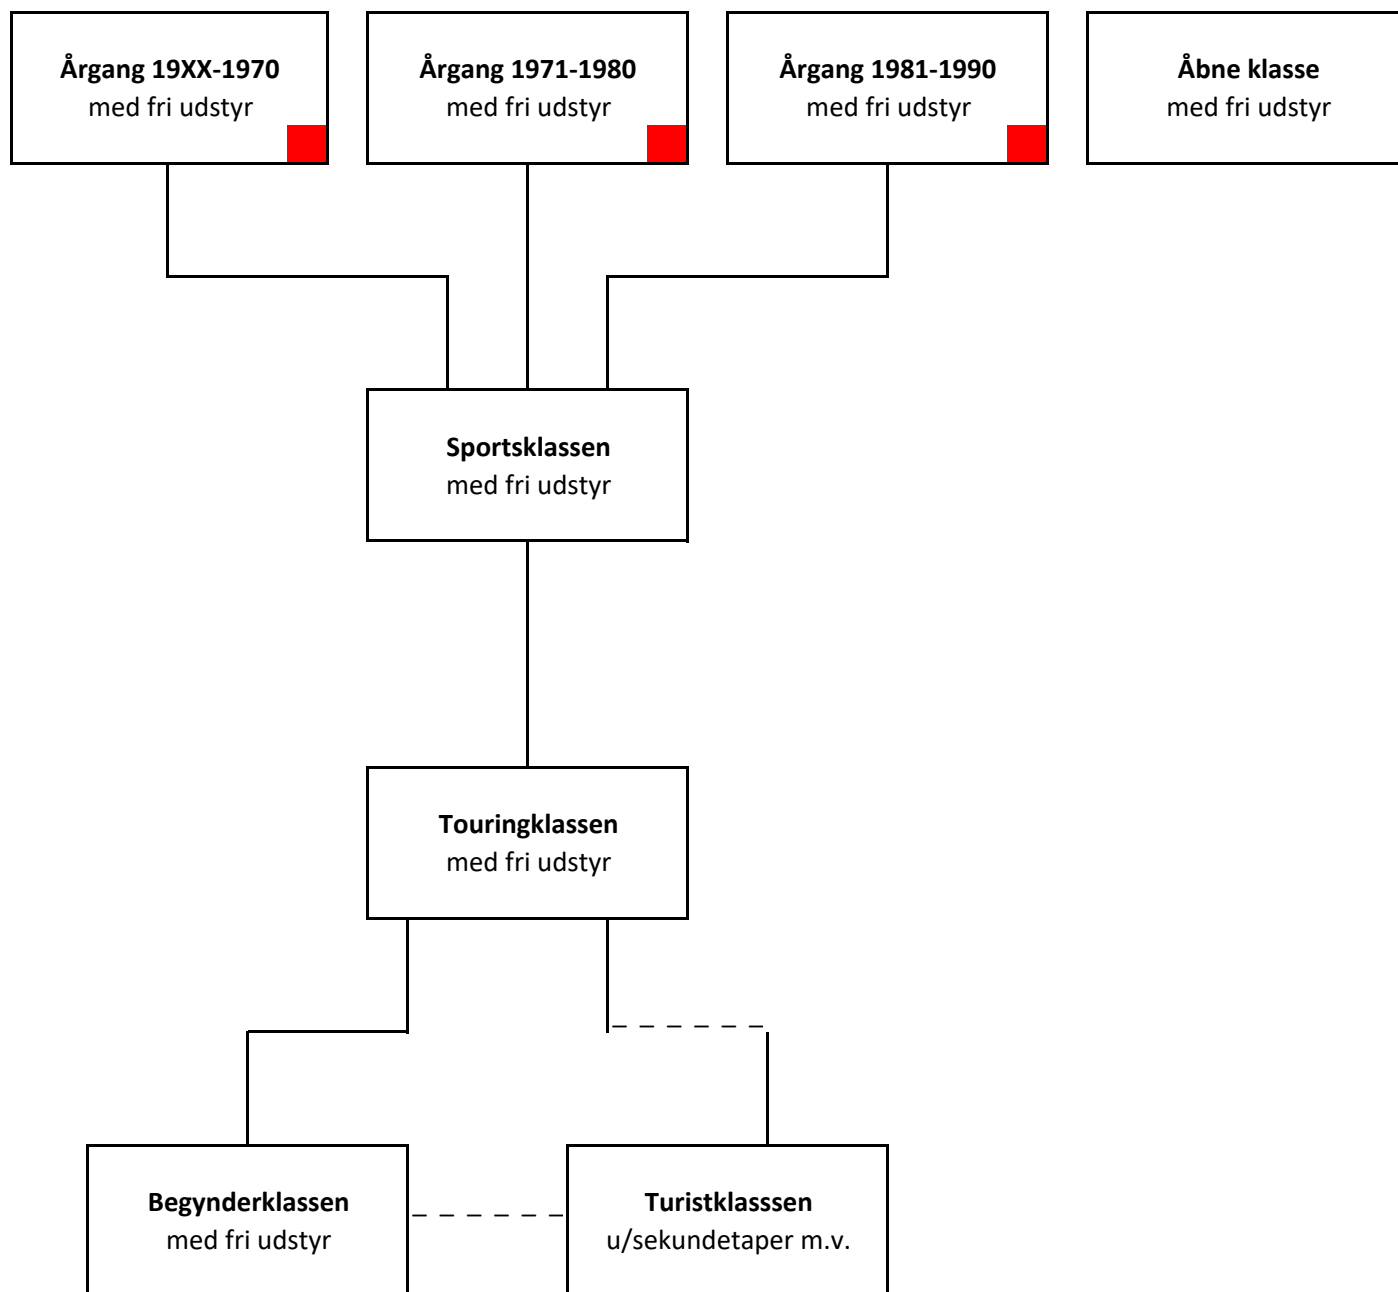 Årgang 19XX-1970
med fri udstyr
Årgang 1971-1980
med fri udstyr
Årgang 1981-1990
med fri udstyr
Åbne klasse
med fri udstyr
Sportsklassen
med fri udstyr
Touringklassen
med fri udstyr
Begynderklassen
med fri udstyr
Turistklasssen
u/sekundetaper m.v.